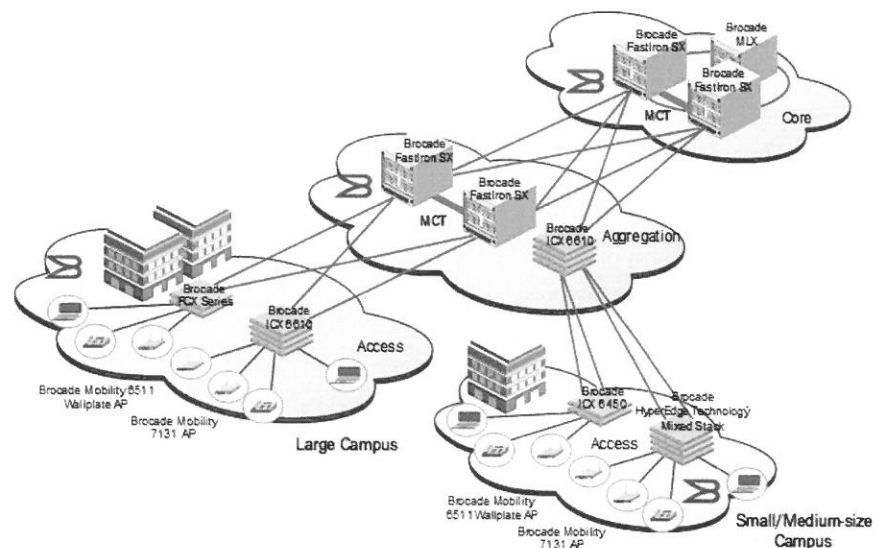 Brocade
FastIron SX
Brocade
MLX
Brocade
FastIron SX
MCT
Core
Brocade
FastIron SX
Brocade
FastIron SX
MCT
Brocade
ICX 6610
Aggregation
Brocade
FCX Series
Brocade
ICX 6610
Access
Brocade Mobility 6511
Wallplate AP
Brocade Mobility
7131 AP
Large Campus
Brocade
ICX 6450
Brocade
HyperEdge Technology
Mixed Stack
Access
Brocade Mobility
6511 Wallplate AP
Brocade Mobility
7131 AP
Small/Medium-size
Campus